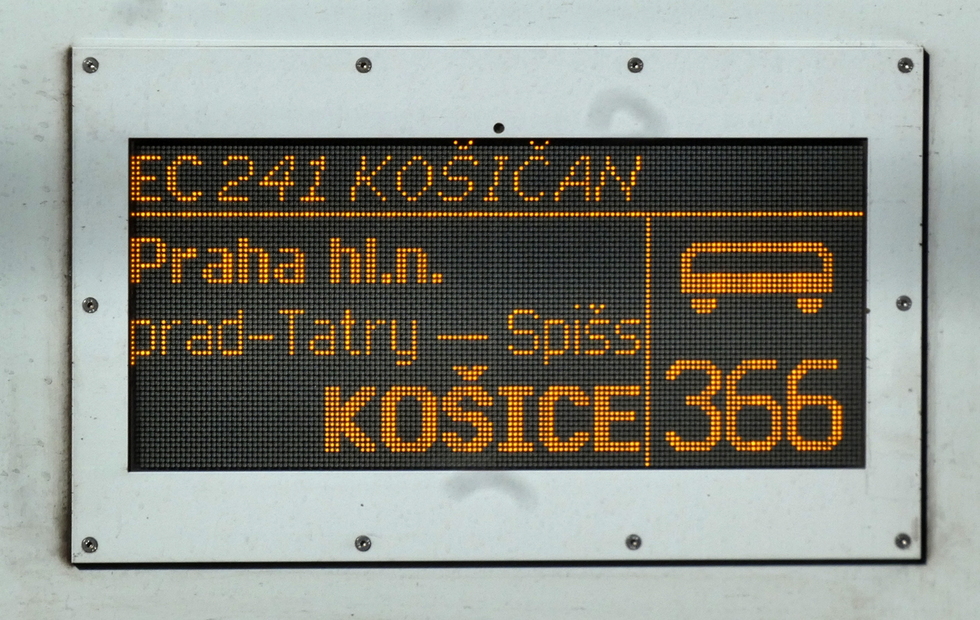 EC 241 KOŠIČAN
Praha hl.n.
prad-Tatry — Spišs
KOŠICE
366